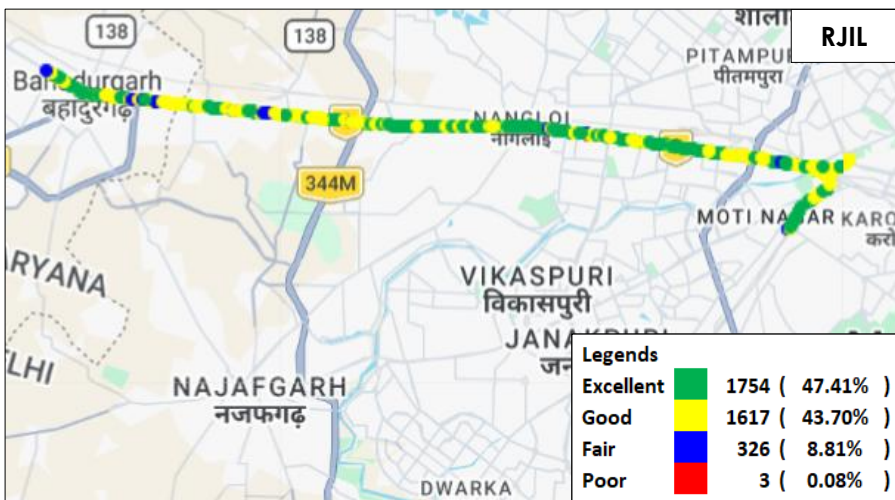 शाली
RJIL
138
138
PITAMPUR
पीतमपुरा
Bahadurgarh
बहादुरगढ़
NANGLOI
नांगलोई
344M
MOTI NAGAR
KARO
करो
ARYANA
VIKASPURI
विकासपुरी
JANAKPURI
जन
LHI
NAJAFGARH
नजफगढ़
DWARKA
Legends
Excellent 1754 ( 47.41% )
Good 1617 ( 43.70% )
Fair 326 ( 8.81% )
Poor 3 ( 0.08% )